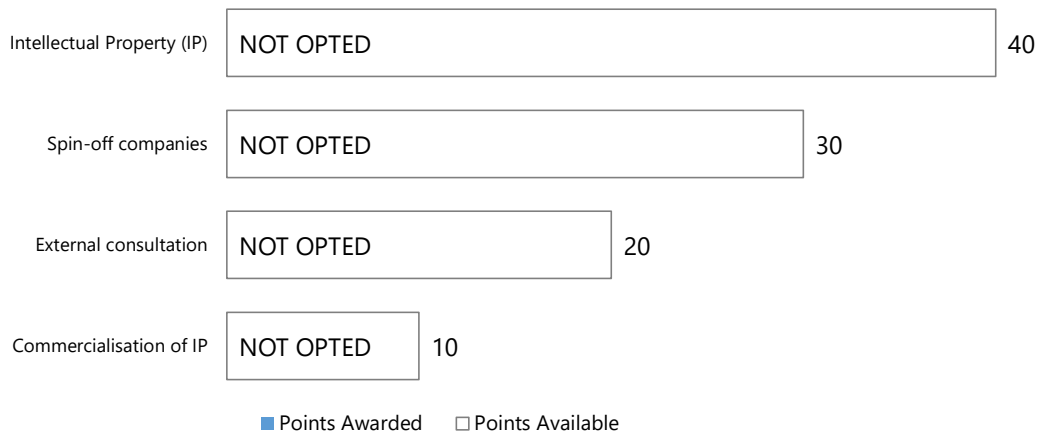 Intellectual Property (IP) NOT OPTED 40
Spin-off companies NOT OPTED 30
External consultation NOT OPTED 20
Commercialisation of IP NOT OPTED 10
Points Awarded Points Available